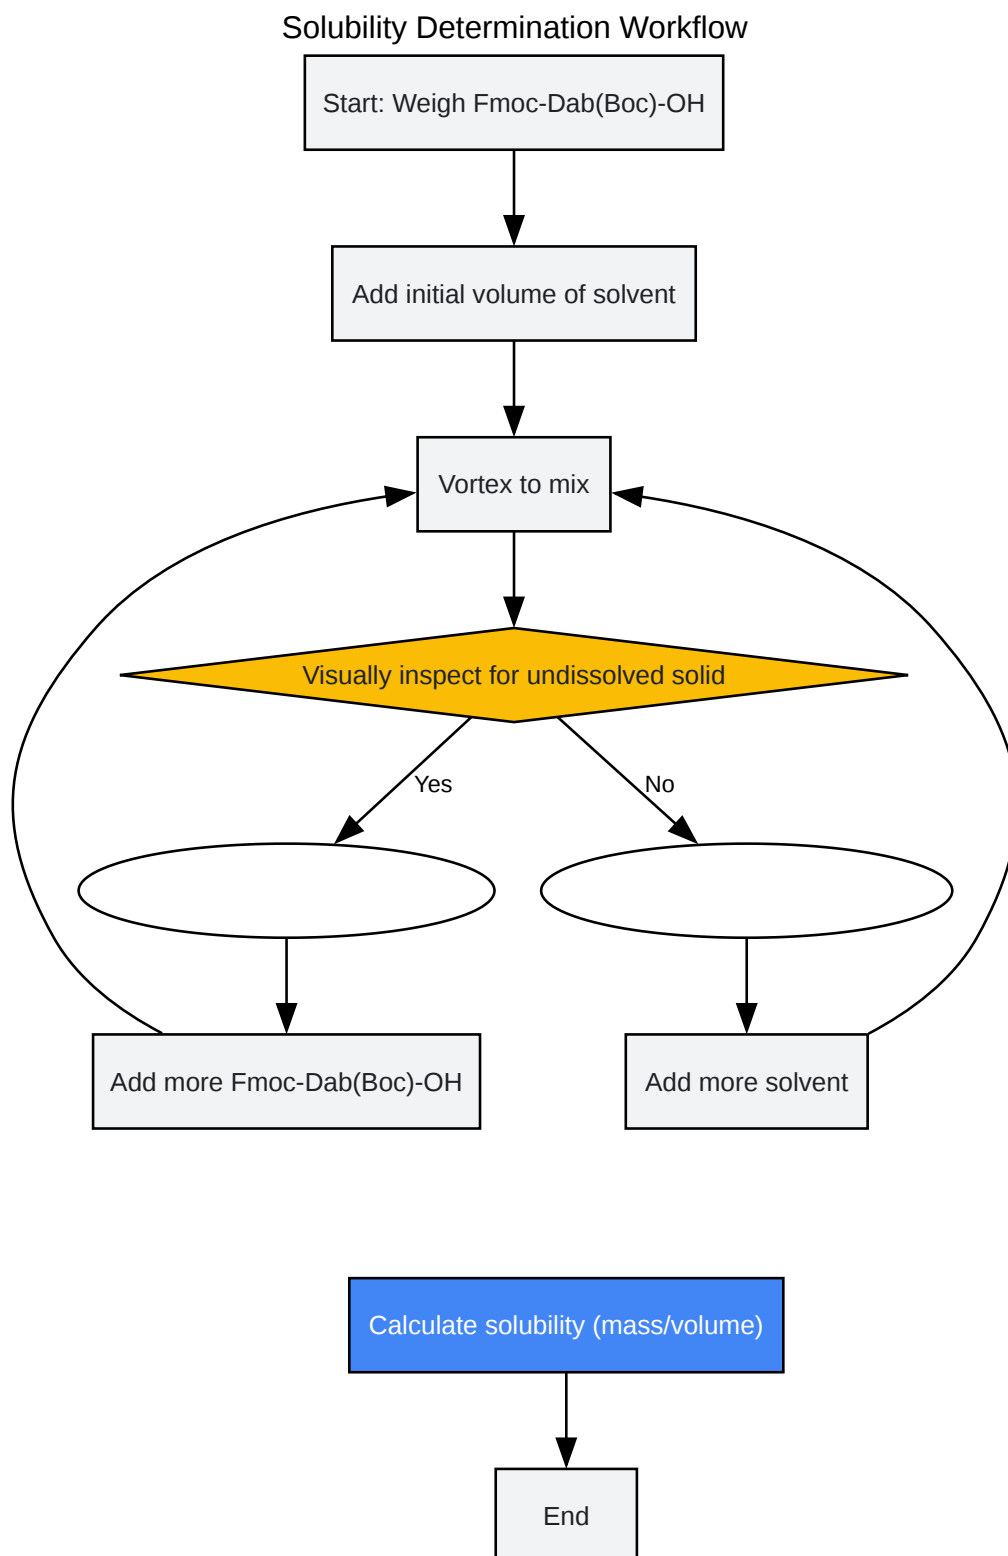 Solubility Determination Workflow
Start: Weigh Fmoc-Dab(Boc)-OH
Add initial volume of solvent
Vortex to mix
Visually inspect for undissolved solid
Yes
No
Add more Fmoc-Dab(Boc)-OH
Add more solvent
Calculate solubility (mass/volume)
End